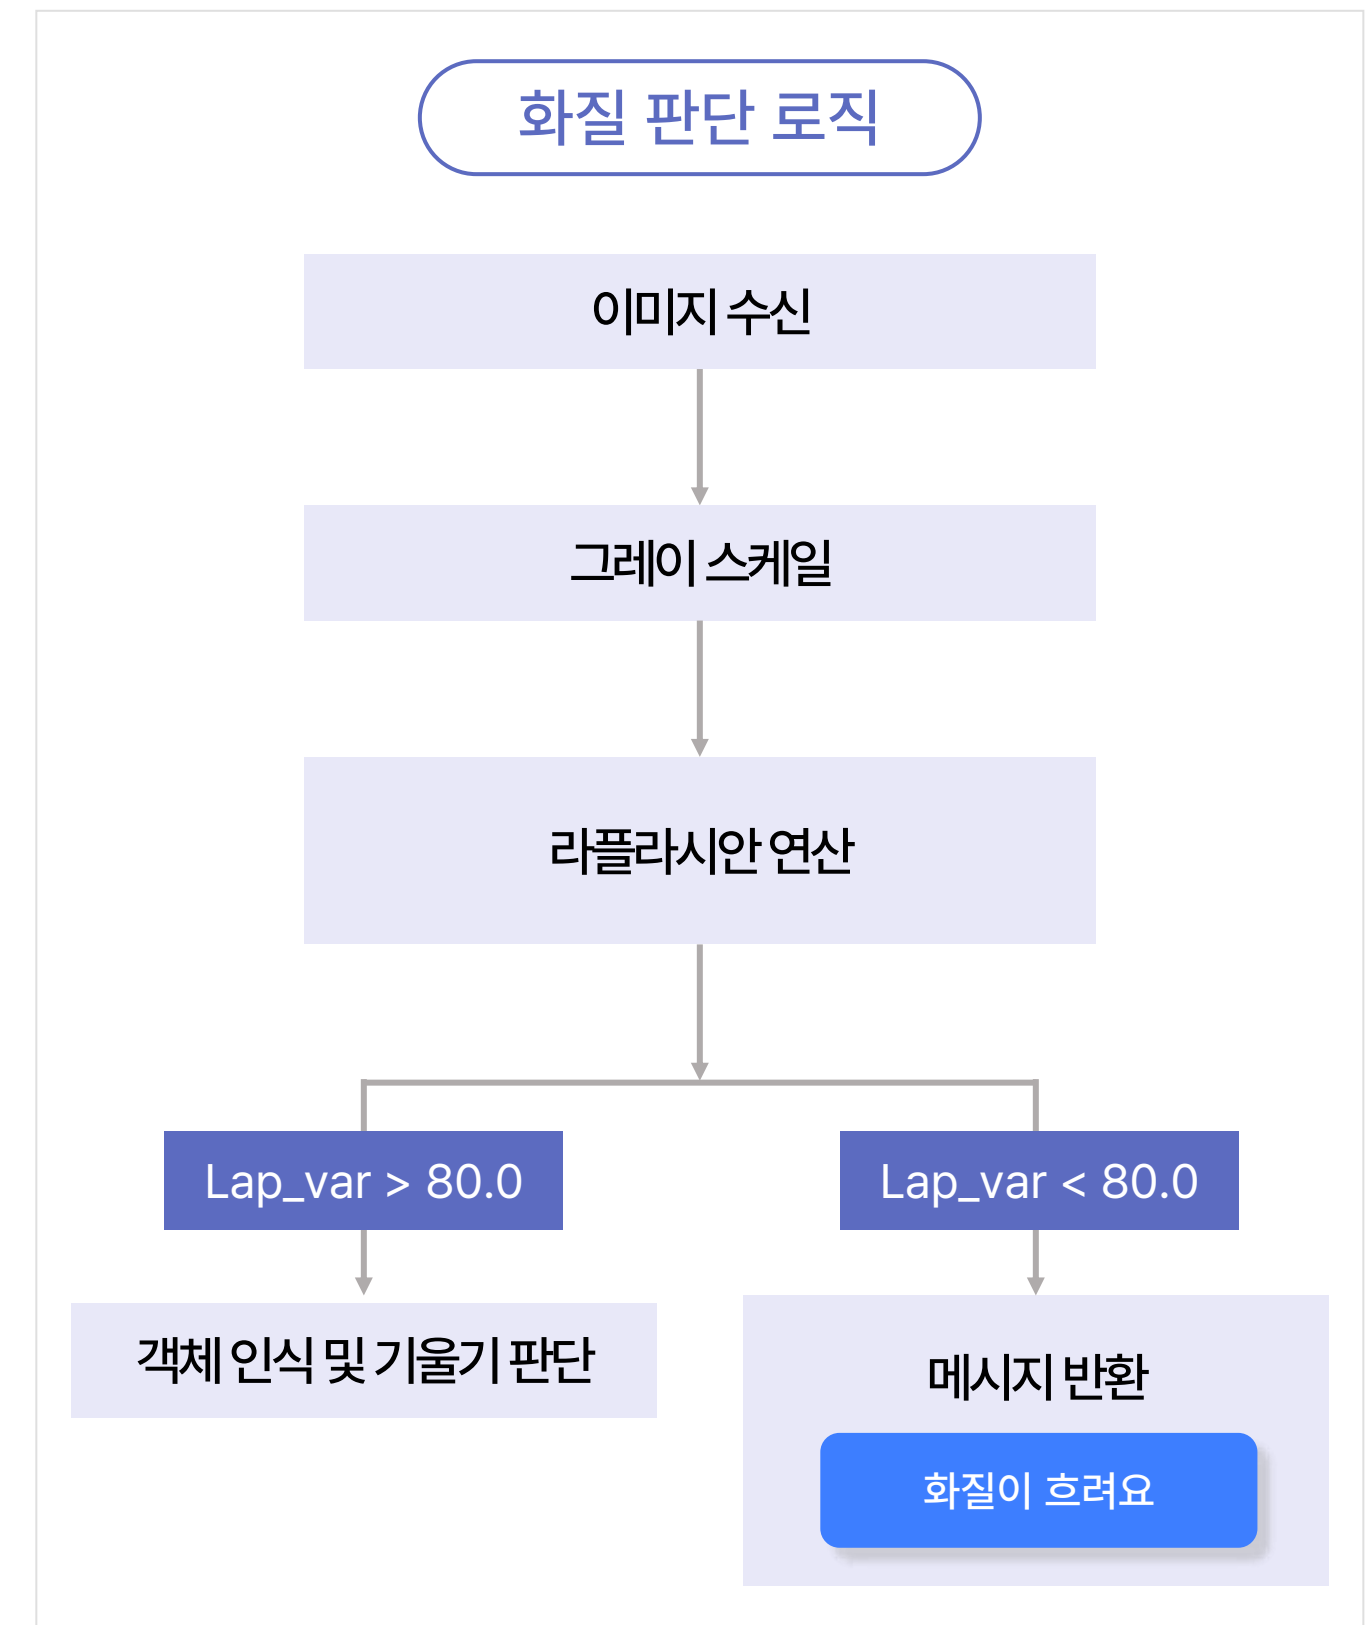 화질 판단 로직
이미지 수신
그레이 스케일
라플라시안 연산
Lap_var > 80.0
Lap_var < 80.0
객체 인식 및 기울기 판단
메시지 반환
화질이 흐려요